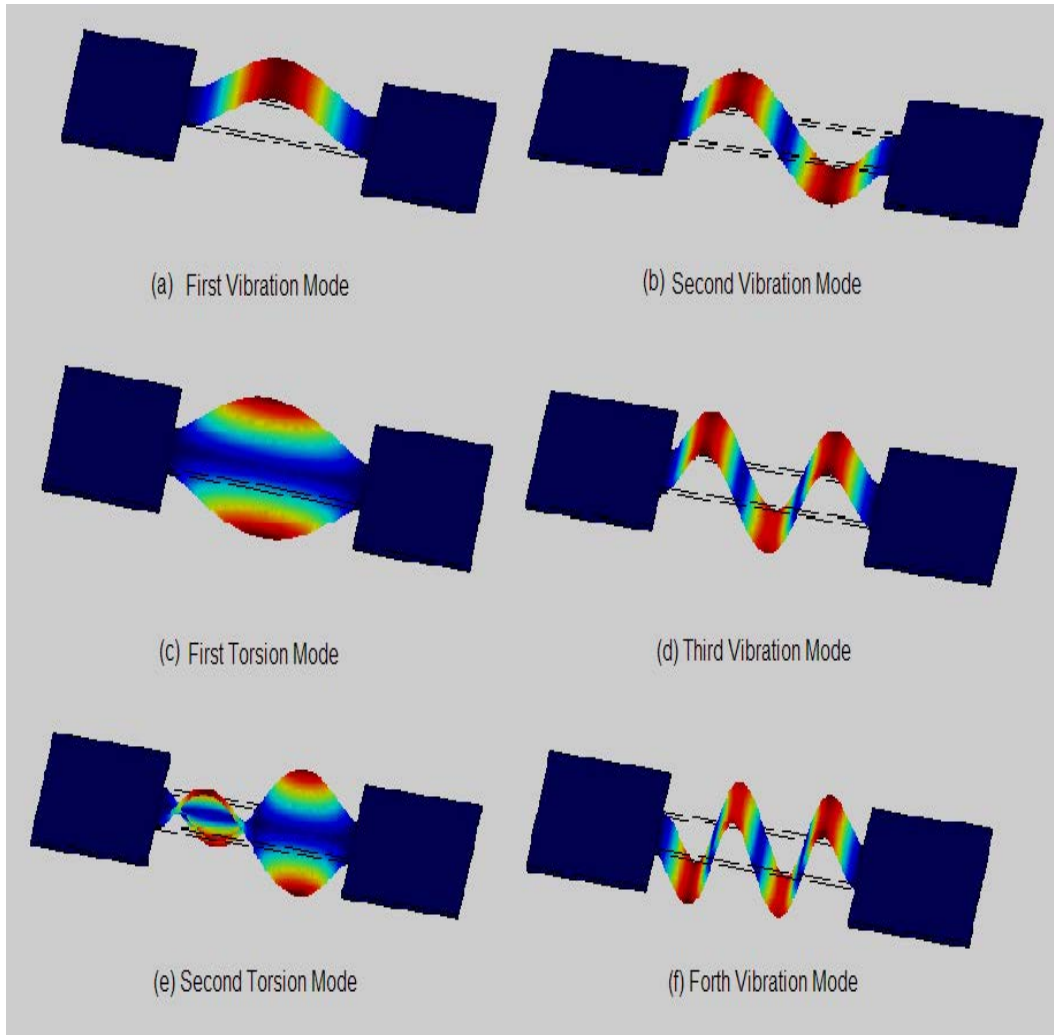 (a) First Vibration Mode
(b) Second Vibration Mode
(c) First Torsion Mode
(d) Third Vibration Mode
(e) Second Torsion Mode
(f) Forth Vibration Mode